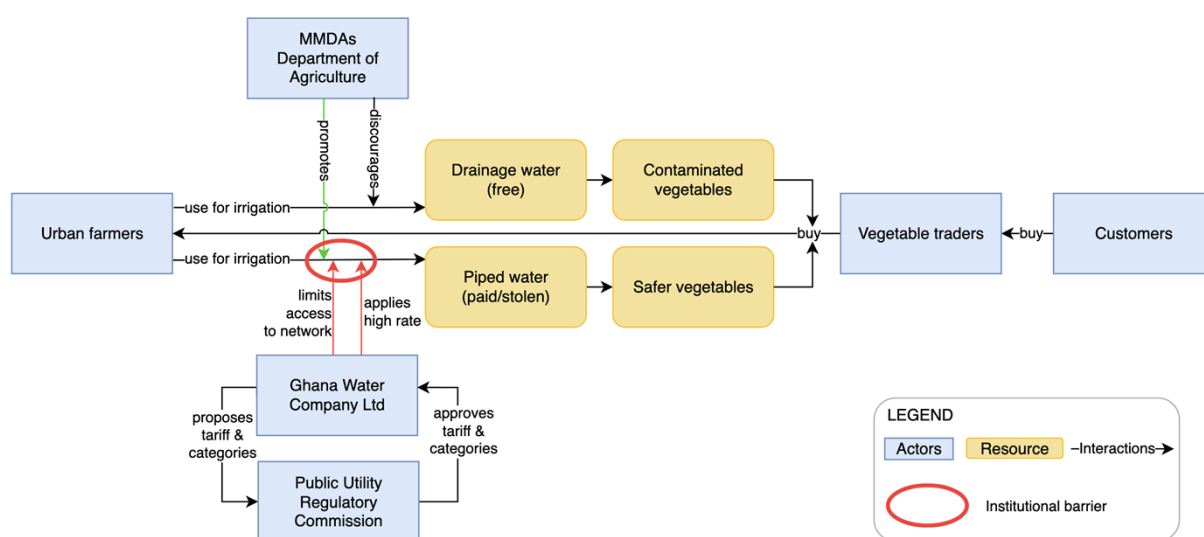 MMDAs
Department of
Agriculture
promotes
discourages
Drainage water
(free)
Contaminated
vegetables
use for irrigation
Urban farmers
buy
Vegetable traders
buy
Customers
use for irrigation
Piped water
(paid/stolen)
Safer vegetables
limits
access
to network
applies
high rate
Ghana Water
Company Ltd
proposes
tariff &
categories
approves
tariff &
categories
Public Utility
Regulatory
Commission
LEGEND
Actors
Resource
Interactions
Institutional barrier